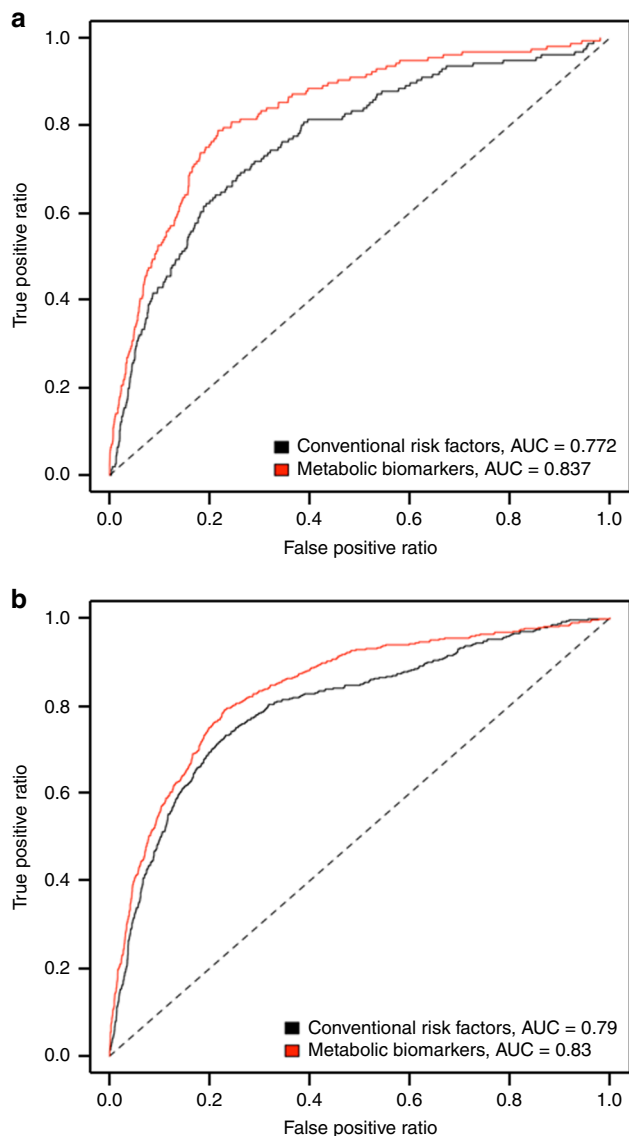 a
1.0
0.8
0.6
0.4
0.2
0.0
True positive ratio
Conventional risk factors, AUC = 0.772
Metabolic biomarkers, AUC = 0.837
0.0 0.2 0.4 0.6 0.8 1.0
False positive ratio
b
1.0
0.8
0.6
0.4
0.2
0.0
True positive ratio
Conventional risk factors, AUC = 0.79
Metabolic biomarkers, AUC = 0.83
0.0 0.2 0.4 0.6 0.8 1.0
False positive ratio